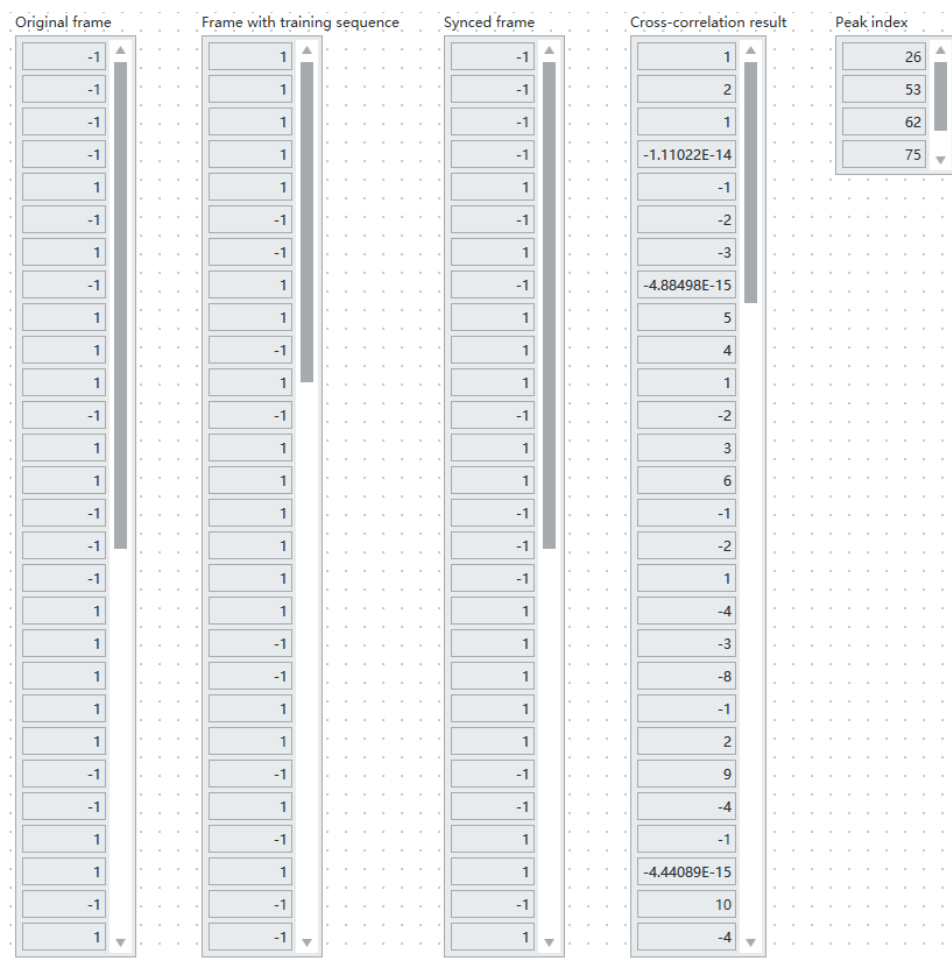 Original frame Frame with training sequence Synced frame Cross-correlation result Peak index
-1 1 -1 1 26
-1 1 -1 2 53
-1 1 -1 1 62
-1 1 -1 -1.11022E-14 75
1 1 1 -1
-1 -1 -1 -2
1 -1 1 -3
-1 1 -1 -4.88498E-15
1 1 1 5
1 -1 1 4
1 1 1 1
-1 -1 -1 -2
1 1 1 3
1 1 1 6
-1 1 -1 -1
-1 1 -1 -2
-1 1 -1 1
1 1 1 -4
1 -1 1 -3
1 -1 1 -8
1 1 1 -1
1 1 1 2
-1 -1 -1 9
-1 1 -1 -4
1 -1 1 -1
1 1 1 -4.44089E-15
-1 -1 -1 10
1 -1 1 -4